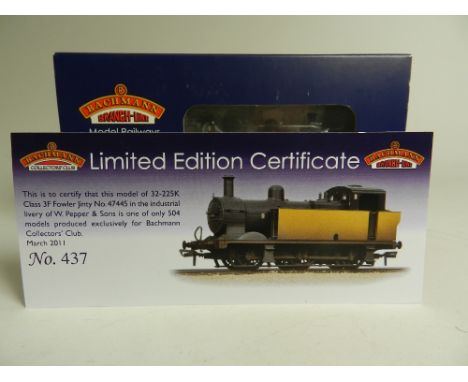 BACHMANN
BRANCH-LINE
Model Railways
BACHMANN
COLLECTORS' CLUB
Limited Edition Certificate
BACHMANN
BRANCH-LINE
This is to certify that this model of 32-225K
Class 3F Fowler Jinty No.47445 in the industrial
livery of W. Pepper & Sons is one of only 504
models produced exclusively for Bachmann
Collectors' Club.
March 2011
No. 437